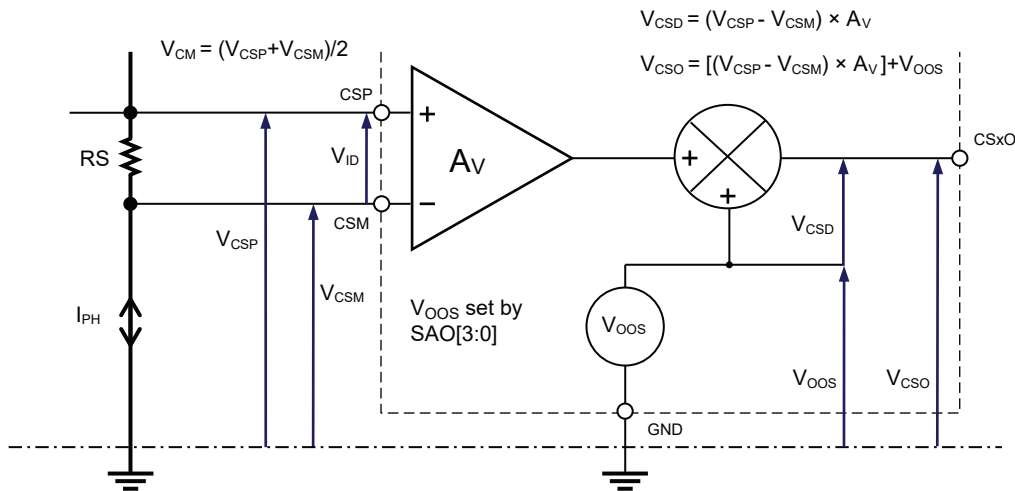 V_CSD = (V_CSP - V_CSM) × A_V
V_CM = (V_CSP+V_CSM)/2
V_CSO = [(V_CSP - V_CSM) × A_V]+V_OOS
CSP
+
CSxO
RS
V_ID
A_V
+
+
CSM
−
V_CSP
V_CSD
V_CSM
I_PH
V_OOS set by
SAO[3:0]
V_OOS
V_OOS
V_CSO
GND